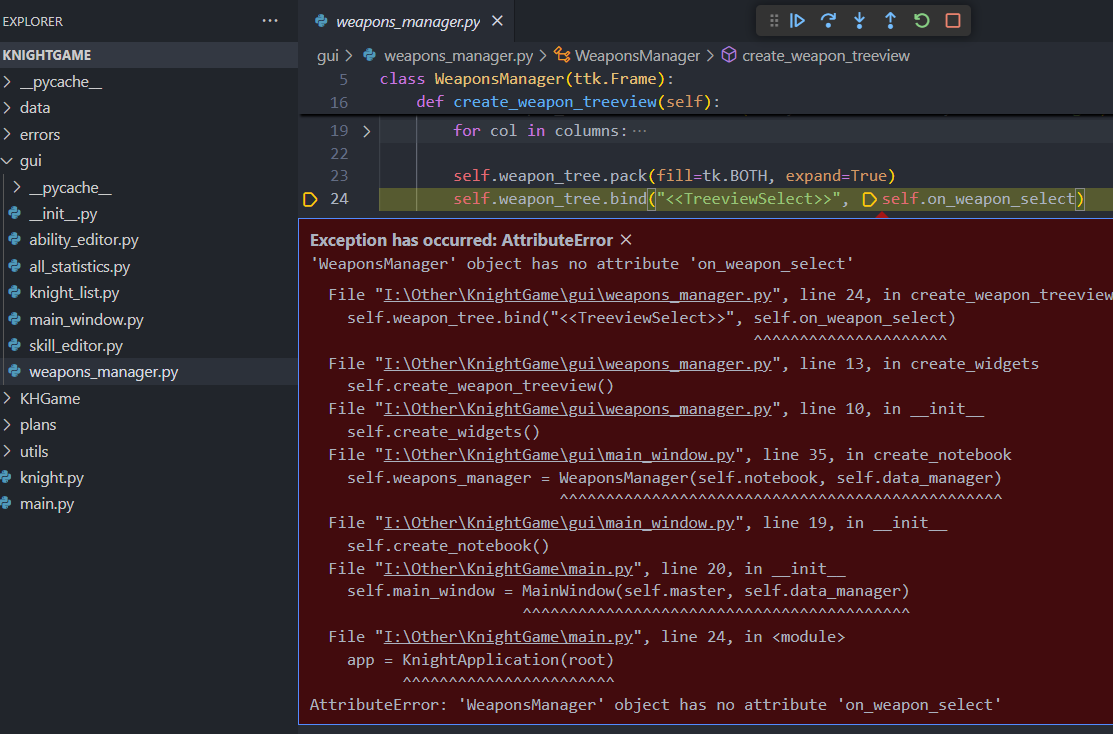 EXPLORER
KNIGHTGAME
__pycache__
data
errors
gui
__pycache__
__init__.py
ability_editor.py
all_statistics.py
knight_list.py
main_window.py
skill_editor.py
weapons_manager.py
KHGame
plans
utils
knight.py
main.py
weapons_manager.py
gui > weapons_manager.py > WeaponsManager > create_weapon_treeview
5 class WeaponsManager(ttk.Frame):
16 def create_weapon_treeview(self):
19 for col in columns:···
22
23 self.weapon_tree.pack(fill=tk.BOTH, expand=True)
24 self.weapon_tree.bind("<<TreeviewSelect>>", self.on_weapon_select)
Exception has occurred: AttributeError
'WeaponsManager' object has no attribute 'on_weapon_select'
File "I:\Other\KnightGame\gui\weapons_manager.py", line 24, in create_weapon_treeview
self.weapon_tree.bind("<<TreeviewSelect>>", self.on_weapon_select)
^^^^^^^^^^^^^^^^^^^^^
File "I:\Other\KnightGame\gui\weapons_manager.py", line 13, in create_widgets
self.create_weapon_treeview()
File "I:\Other\KnightGame\gui\weapons_manager.py", line 10, in __init__
self.create_widgets()
File "I:\Other\KnightGame\gui\main_window.py", line 35, in create_notebook
self.weapons_manager = WeaponsManager(self.notebook, self.data_manager)
^^^^^^^^^^^^^^^^^^^^^^^^^^^^^^^^^^^^^^^^^^^^^^^^
File "I:\Other\KnightGame\gui\main_window.py", line 19, in __init__
self.create_notebook()
File "I:\Other\KnightGame\main.py", line 20, in __init__
self.main_window = MainWindow(self.master, self.data_manager)
^^^^^^^^^^^^^^^^^^^^^^^^^^^^^^^^^^^^^^^^^^
File "I:\Other\KnightGame\main.py", line 24, in <module>
app = KnightApplication(root)
^^^^^^^^^^^^^^^^^^^^^^^
AttributeError: 'WeaponsManager' object has no attribute 'on_weapon_select'